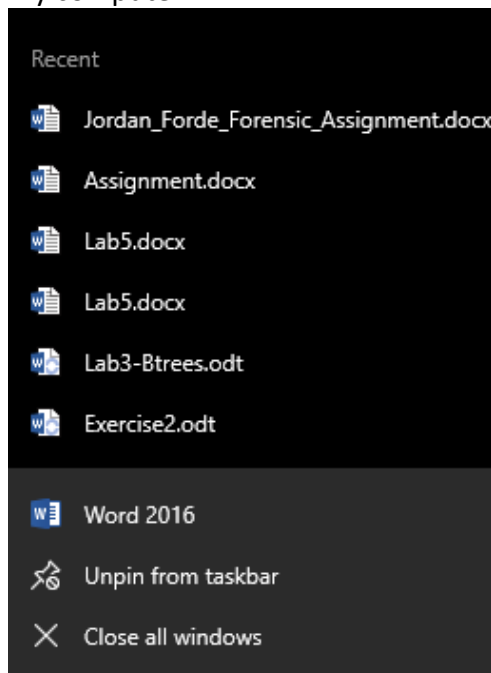 Recent
Jordan_Forde_Forensic_Assignment.docx
Assignment.docx
Lab5.docx
Lab5.docx
Lab3-Btrees.odt
Exercise2.odt
Word 2016
Unpin from taskbar
Close all windows